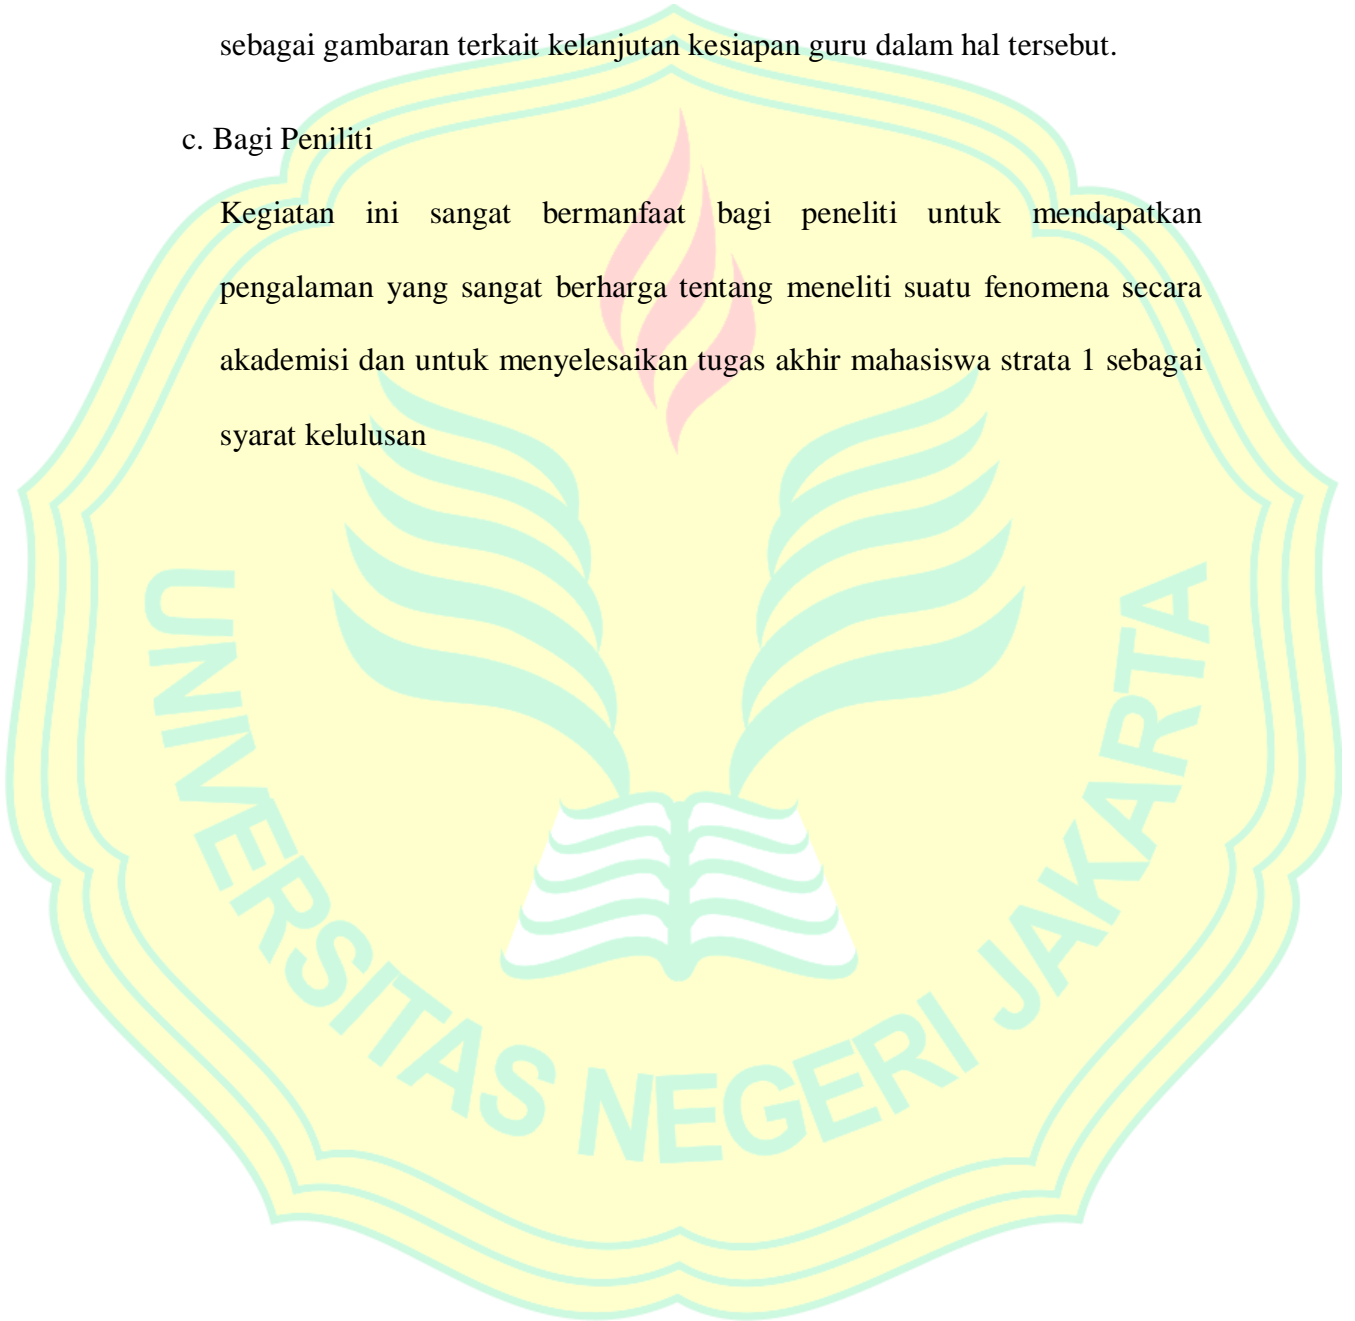 sebagai gambaran terkait kelanjutan kesiapan guru dalam hal tersebut.
c. Bagi Peniliti
Kegiatan ini sangat bermanfaat bagi peneliti untuk mendapatkan
pengalaman yang sangat berharga tentang meneliti suatu fenomena secara
akademisi dan untuk menyelesaikan tugas akhir mahasiswa strata 1 sebagai
syarat kelulusan
UNIVERSITAS NEGERI JAKARTA